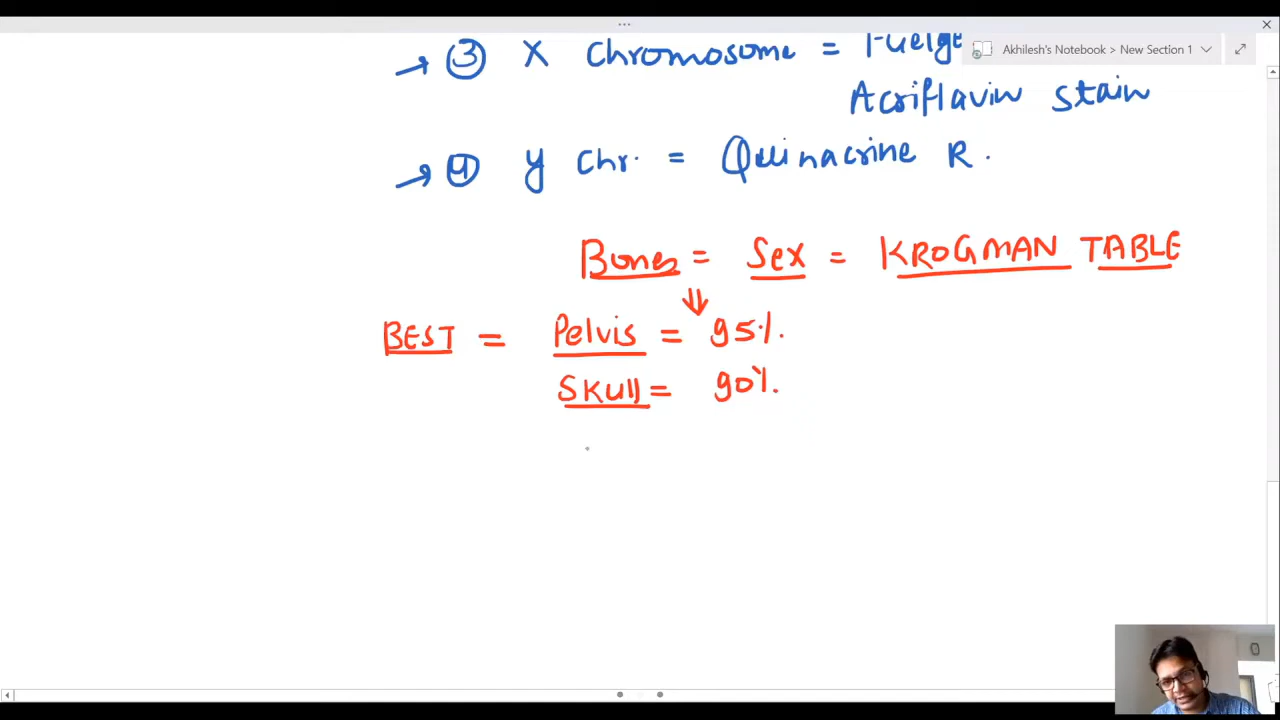 Akhilesh's Notebook > New Section 1
→ ③ X Chromosome =
Acriflavin stain
→ ④ Y Chr. = Quinacrine R.
Bones = Sex = KROGMAN TABLE
BEST = Pelvis = 95%.
SKull = 90%.